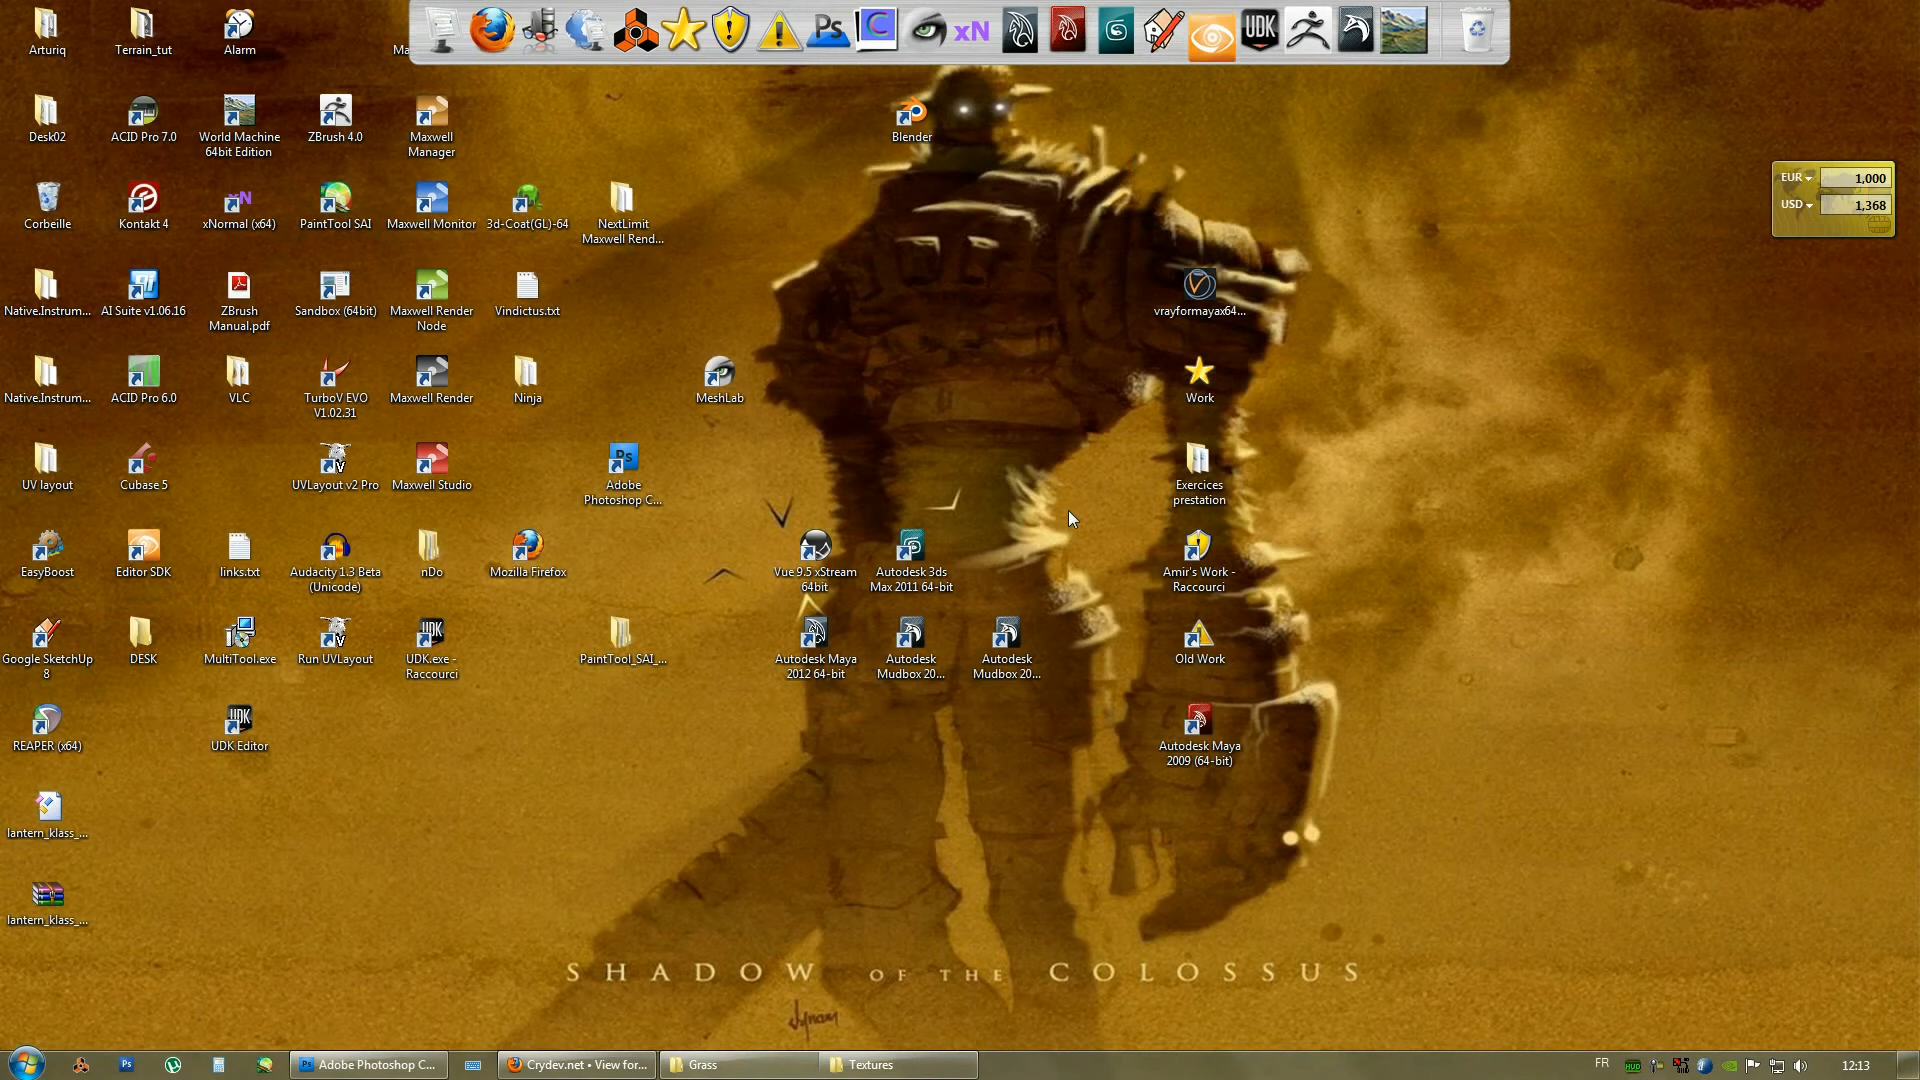 Arturiq
Terrain_tut
Alarm
Ma
Ps
C
xN
UDK
Desk02
ACID Pro 7.0
World Machine
64bit Edition
ZBrush 4.0
Maxwell
Manager
Blender
Corbeille
Kontakt 4
xNormal (x64)
PaintTool SAI
Maxwell Monitor
3d-Coat(GL)-64
NextLimit
Maxwell Rend...
EUR
1,000
USD
1,368
Native.Instrum...
AI Suite v1.06.16
ZBrush
Manual.pdf
Sandbox (64bit)
Maxwell Render
Node
Vindictus.txt
vrayformayax64...
Native.Instrum...
ACID Pro 6.0
VLC
TurboV EVO
V1.02.31
Maxwell Render
Ninja
MeshLab
Work
UV layout
Cubase 5
UVLayout v2 Pro
Maxwell Studio
Adobe
Photoshop C...
Exercices
prestation
EasyBoost
Editor SDK
links.txt
Audacity 1.3 Beta
(Unicode)
nDo
Mozilla Firefox
Vue 9.5 xStream
64bit
Autodesk 3ds
Max 2011 64-bit
Amir's Work -
Raccourci
Google SketchUp
8
DESK
MultiTool.exe
Run UVLayout
UDK.exe -
Raccourci
PaintTool_SAI_...
Autodesk Maya
2012 64-bit
Autodesk
Mudbox 20...
Autodesk
Mudbox 20...
Old Work
REAPER (x64)
UDK Editor
Autodesk Maya
2009 (64-bit)
lantern_klass_...
lantern_klass_...
SHADOW OF THE COLOSSUS
Adobe Photoshop C...
Crydev.net • View for...
Grass
Textures
FR
12:13